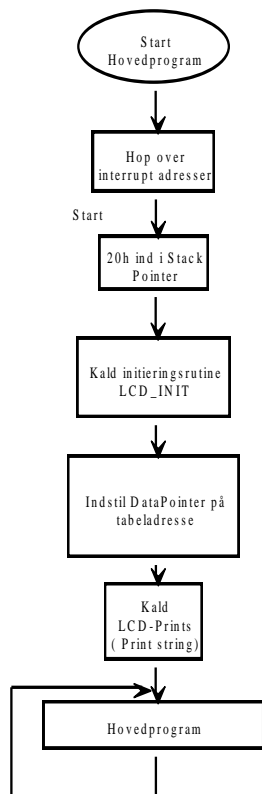 Start
Hovedprogram
Hop over
interrupt adresser
Start
20h ind i Stack
Pointer
Kald initieringsrutine
LCD_INIT
Indstil DataPointer på
tabeladresse
Kald
LCD-Prints
( Print string)
Hovedprogram